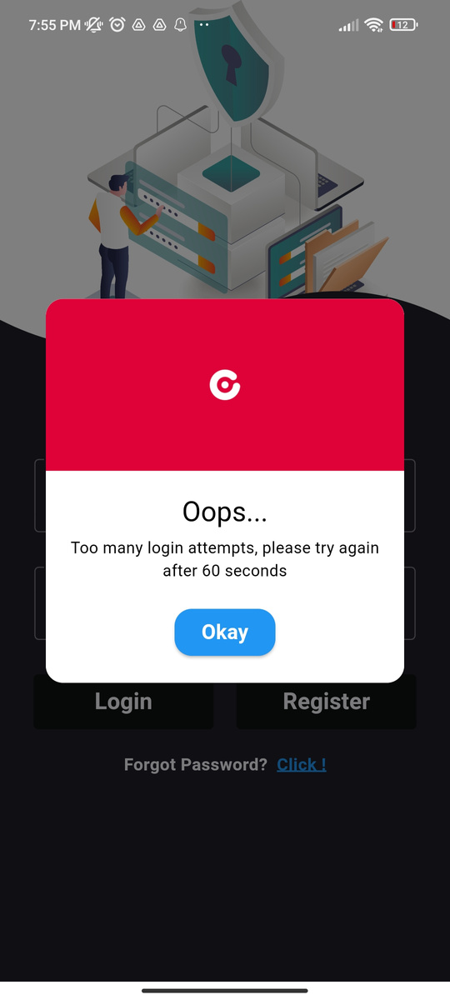 7:55 PM
12
Oops...
Too many login attempts, please try again
after 60 seconds
Okay
Login
Register
Forgot Password? Click !